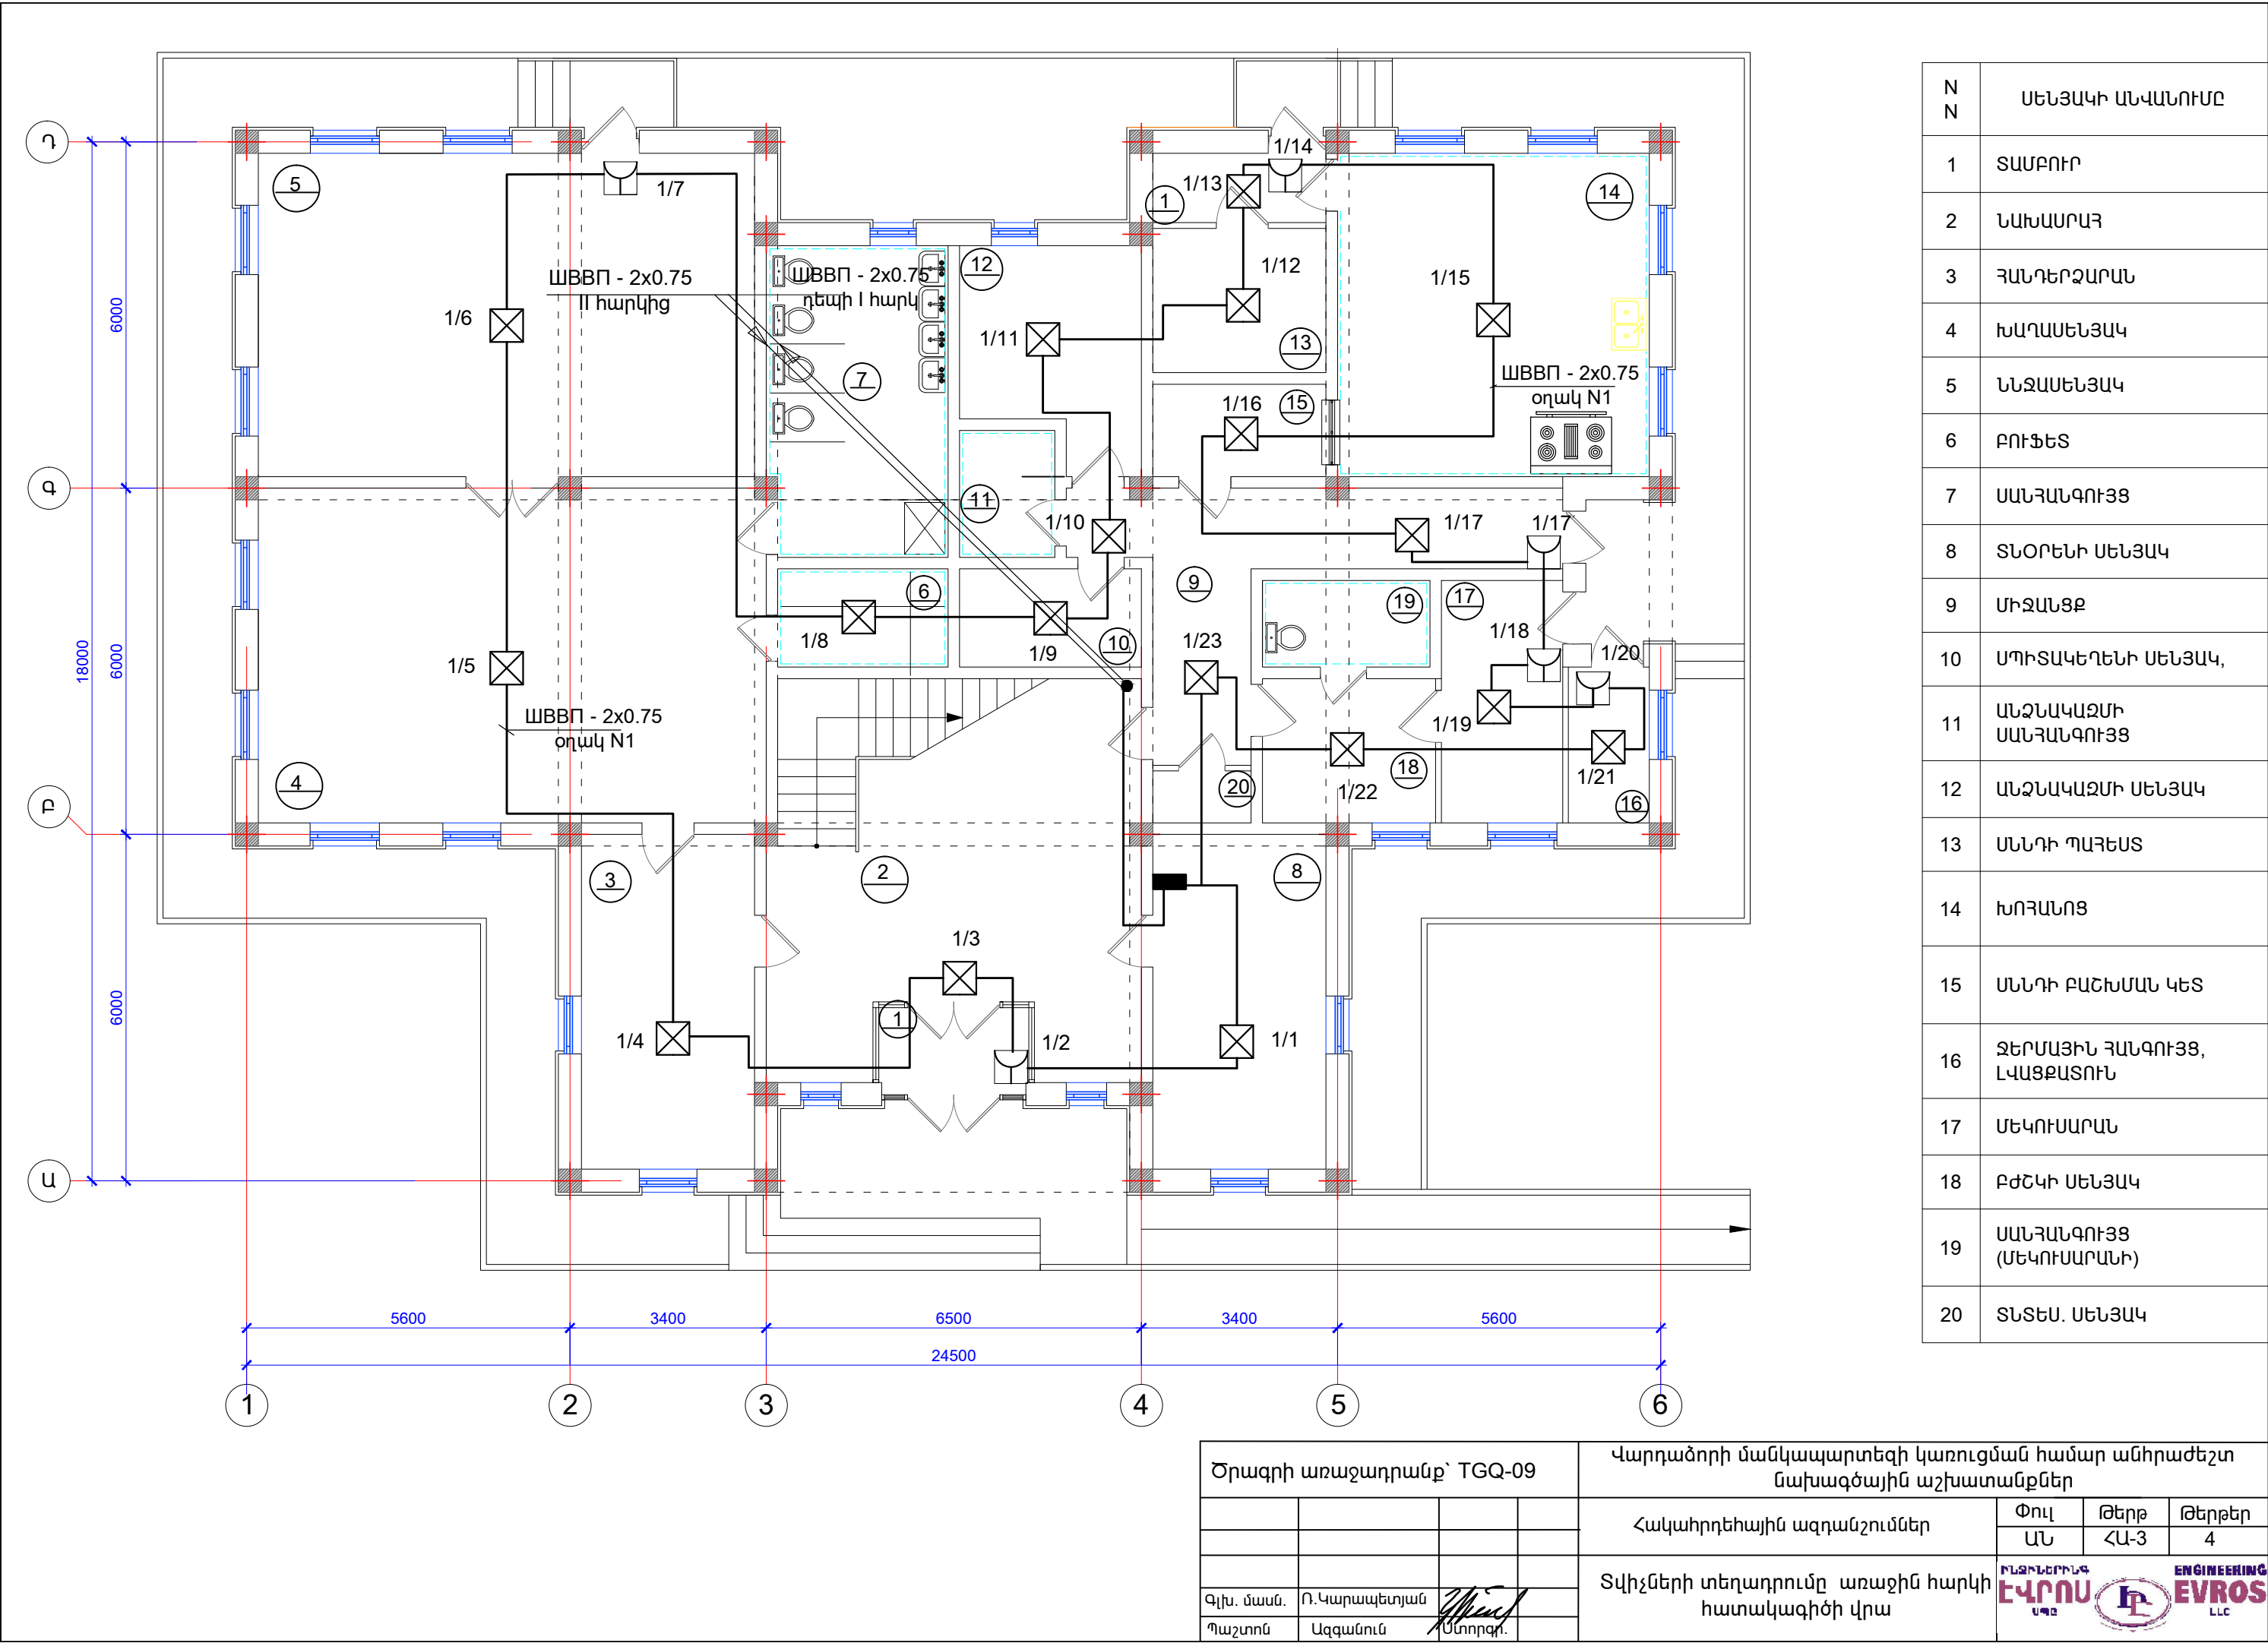 N
N
ՍԵՆՅԱԿԻ ԱՆՎԱՆՈՒՄԸ
1 ՏԱՄԲՈՒՐ
2 ՆԱԽԱՍՐԱՀ
3 ՀԱՆԴԵՐՁԱՐԱՆ
4 ԽԱՂԱՍԵՆՅԱԿ
5 ՆՆՋԱՍԵՆՅԱԿ
6 ԲՈՒՖԵՏ
7 ՍԱՆՀԱՆԳՈՒՅՑ
8 ՏՆՕՐԵՆԻ ՍԵՆՅԱԿ
9 ՄԻՋԱՆՑՔ
10 ՍՊԻՏԱԿԵՂԵՆԻ ՍԵՆՅԱԿ,
11 ԱՆՁՆԱԿԱԶՄԻ
ՍԱՆՀԱՆԳՈՒՅՑ
12 ԱՆՁՆԱԿԱԶՄԻ ՍԵՆՅԱԿ
13 ՍՆՆԴԻ ՊԱՀԵՍՏ
14 ԽՈՀԱՆՈՑ
15 ՍՆՆԴԻ ԲԱՇԽՄԱՆ ԿԵՏ
16 ՋԵՐՄԱՅԻՆ ՀԱՆԳՈՒՅՑ,
ԼՎԱՑՔԱՏՈՒՆ
17 ՄԵԿՈՒՍԱՐԱՆ
18 ԲԺՇԿԻ ՍԵՆՅԱԿ
19 ՍԱՆՀԱՆԳՈՒՅՑ
(ՄԵԿՈՒՍԱՐԱՆԻ)
20 ՏՆՏԵՍ. ՍԵՆՅԱԿ
Դ
Գ
Բ
Ա
18000
6000
6000
6000
5
1/7
1/14
1/13
1
14
ШВВП - 2x0.75
II հարկից
ШВВП - 2x0.75
դեպի I հարկ
12
1/12
1/15
1/6
1/11
13
7
ШВВП - 2x0.75
օղակ N1
1/16
15
11
1/10
1/17
1/17
6
9
19
17
1/8
1/9
10
1/23
1/18
1/20
1/5
ШВВП - 2x0.75
օղակ N1
1/19
4
20
18
1/21
1/22
16
3
2
8
1/3
1
1/4
1/2
1/1
5600
3400
6500
3400
5600
24500
1
2
3
4
5
6
Ծրագրի առաջադրանք՝ TGQ-09
Վարդաձորի մանկապարտեզի կառուցման համար անհրաժեշտ
նախագծային աշխատանքներ
Հակահրդեհային ազդանշումներ
Փուլ Թերթ Թերթեր
ԱՆ ՀԱ-3 4
Տվիչների տեղադրումը առաջին հարկի
հատակագիծի վրա
Գլխ. մասն. Ռ.Կարապետյան
Պաշտոն Ազգանուն Ստորգր.
ԻՆՋԻՆԵՐԻՆԳ
ԷՎՐՈՍ
ՍՊԸ
ENGINEERING
EVROS
LLC